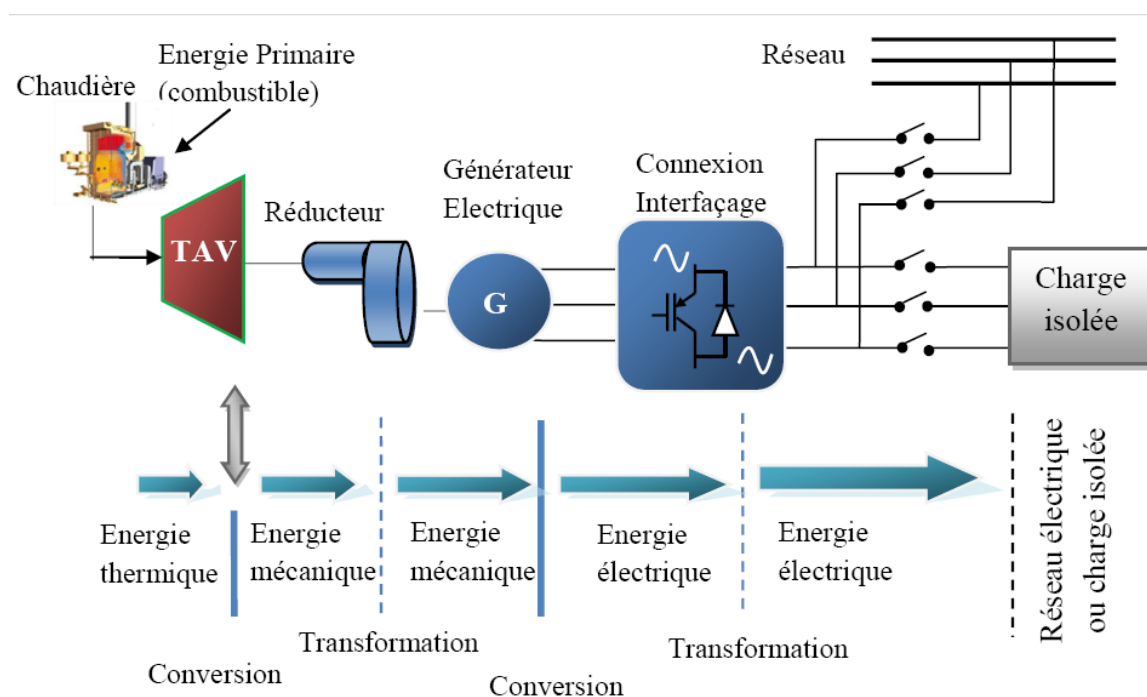 Energie Primaire
(combustible)
Chaudière
Réseau
Générateur
Electrique
Connexion
Interfaçage
Réducteur
TAV
G
Charge
isolée
Energie
thermique
Energie
mécanique
Energie
mécanique
Energie
électrique
Energie
électrique
Réseau électrique
ou charge isolée
Transformation
Transformation
Conversion
Conversion